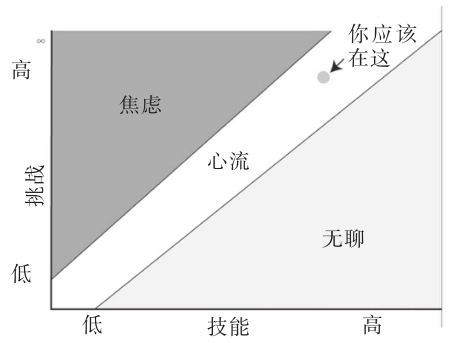 ∞
你应该
在这
高
焦虑
心流
挑战
无聊
低
低
技能
高